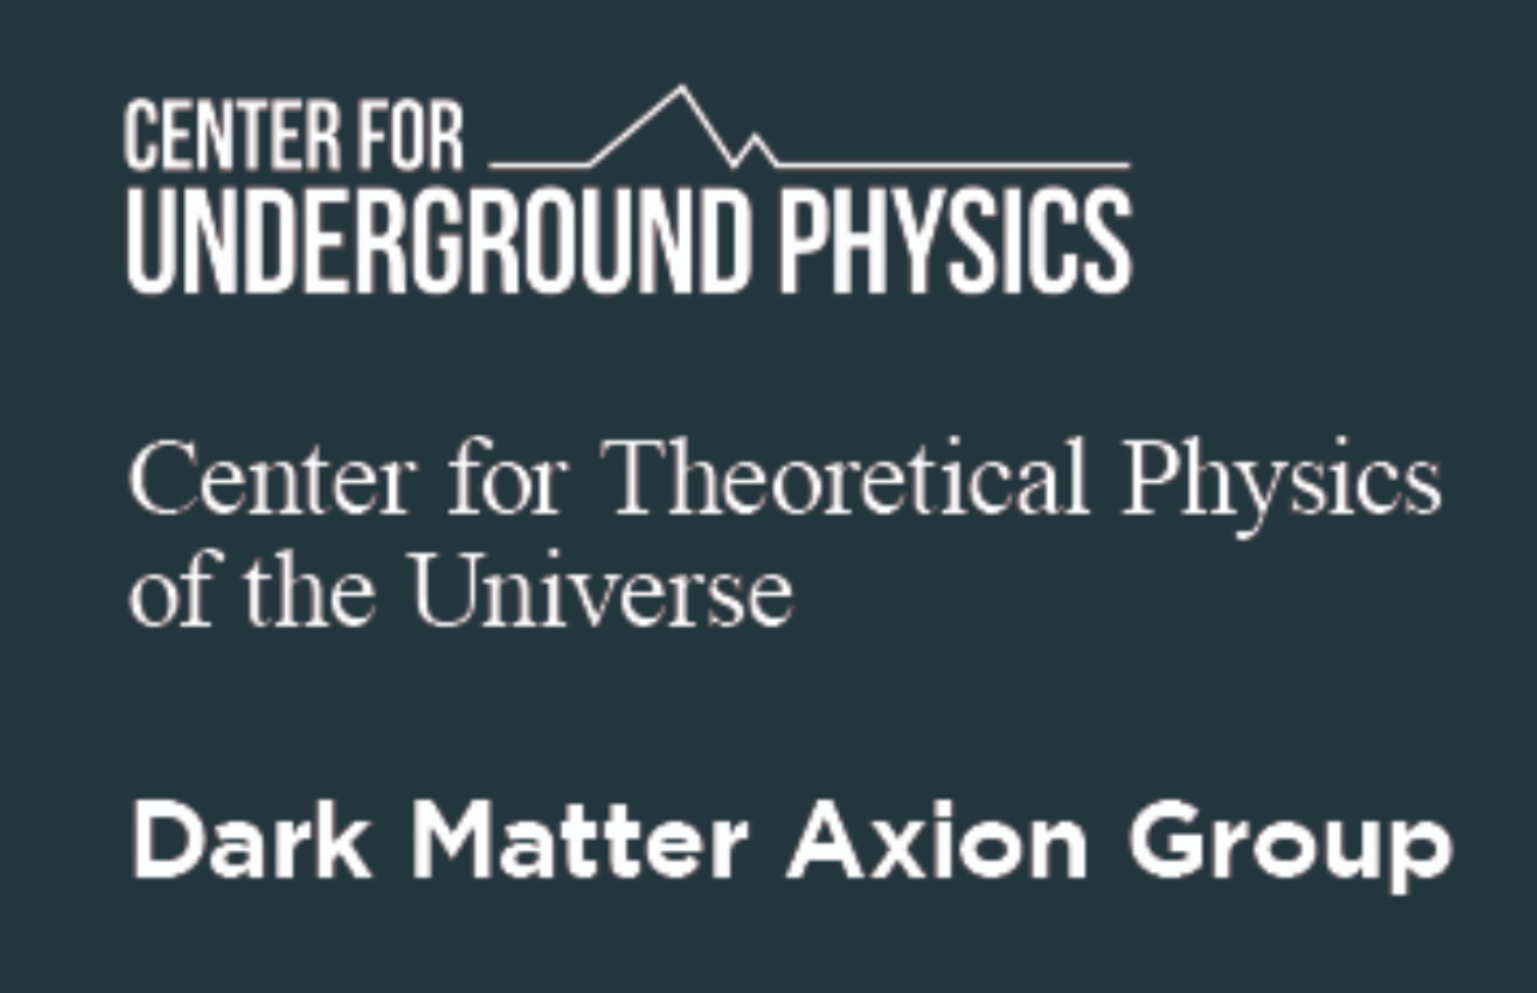 CENTER FOR
UNDERGROUND PHYSICS
Center for Theoretical Physics
of the Universe
Dark Matter Axion Group